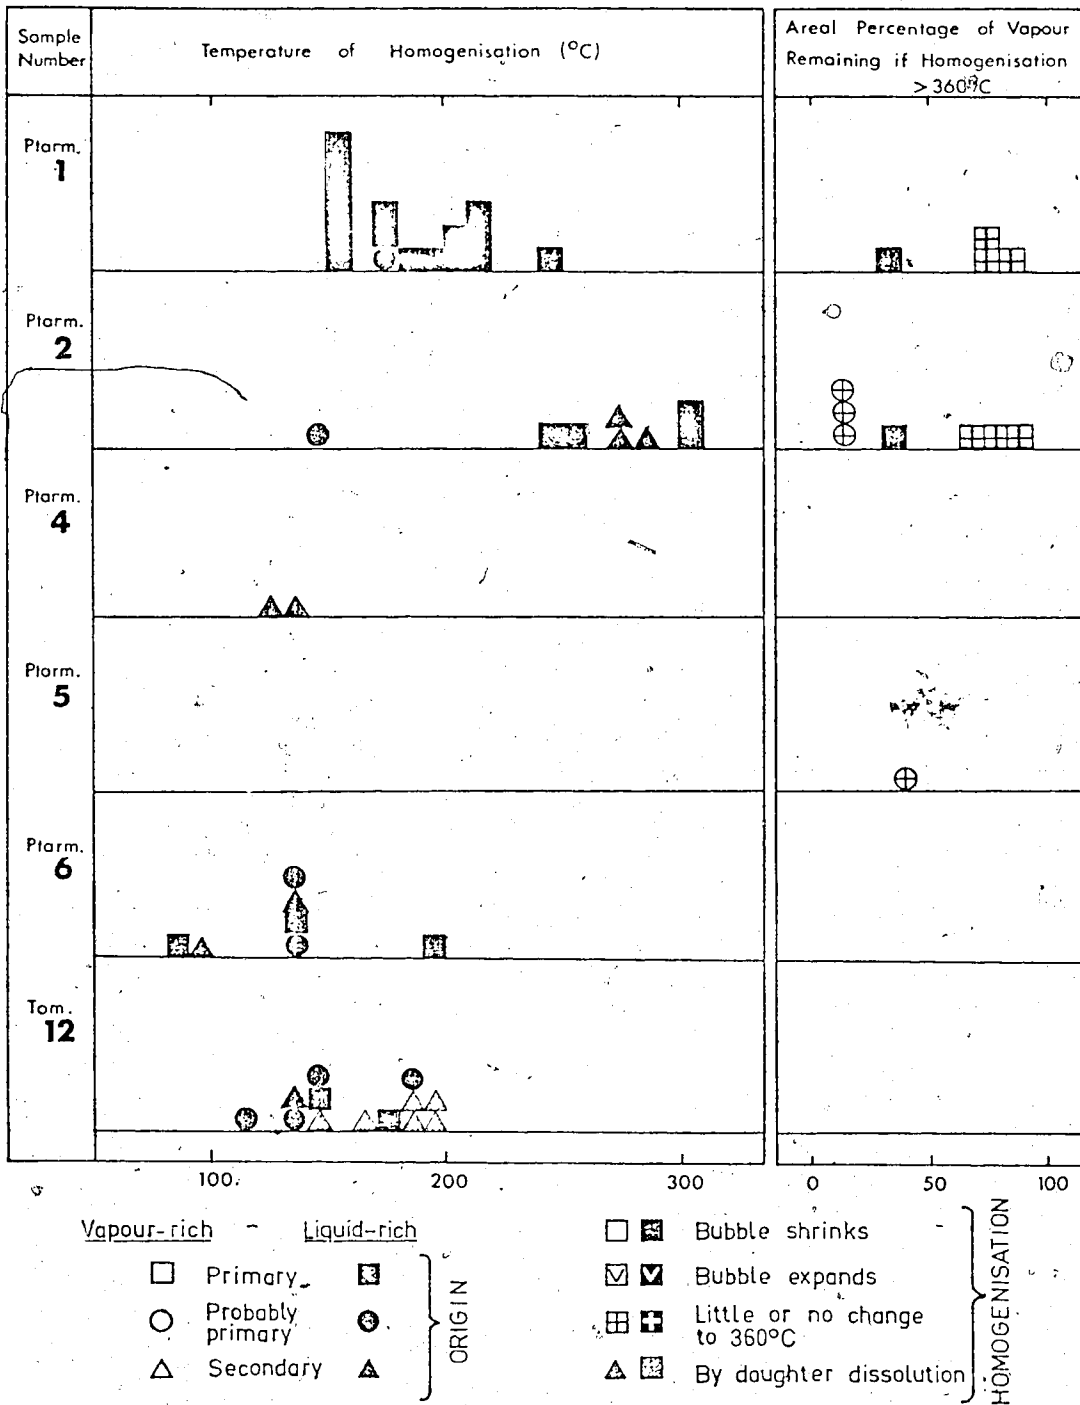 Sample
Number
Temperature of Homogenisation (°C)
Areal Percentage of Vapour
Remaining if Homogenisation
> 360°C
Ptarm.
1
Ptarm.
2
Ptarm.
4
Ptarm.
5
Ptarm.
6
Tom.
12
100
200
300
0
50
100
Vapour-rich - Liquid-rich
Primary
Probably
primary
Secondary
ORIGIN
Bubble shrinks
Bubble expands
Little or no change
to 360°C
By daughter dissolution
HOMOGENISATION